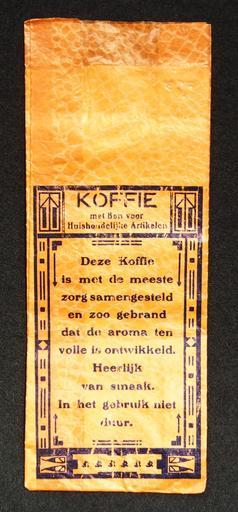 KOFFIE
met Bon voor
Huishoudelijke Artikelen
Deze Koffie
is met de meeste
zorg samengesteld
en zoo gebrand
dat de aroma ten
volle is ontwikkeld.
Heerlijk
van smaak.
In het gebruik niet
duur.